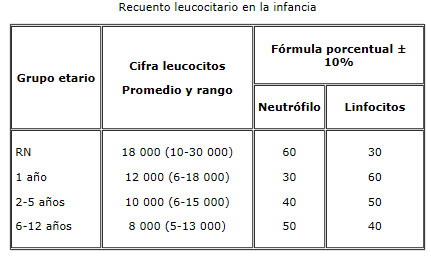 Recuento leucocitario en la infancia
Grupo etario
Cifra leucocitos
Promedio y rango
Fórmula porcentual ±
10%
Neutrófilo
Linfocitos
RN 18 000 (10-30 000) 60 30
1 año 12 000 (6-18 000) 30 60
2-5 años 10 000 (6-15 000) 40 50
6-12 años 8 000 (5-13 000) 50 40